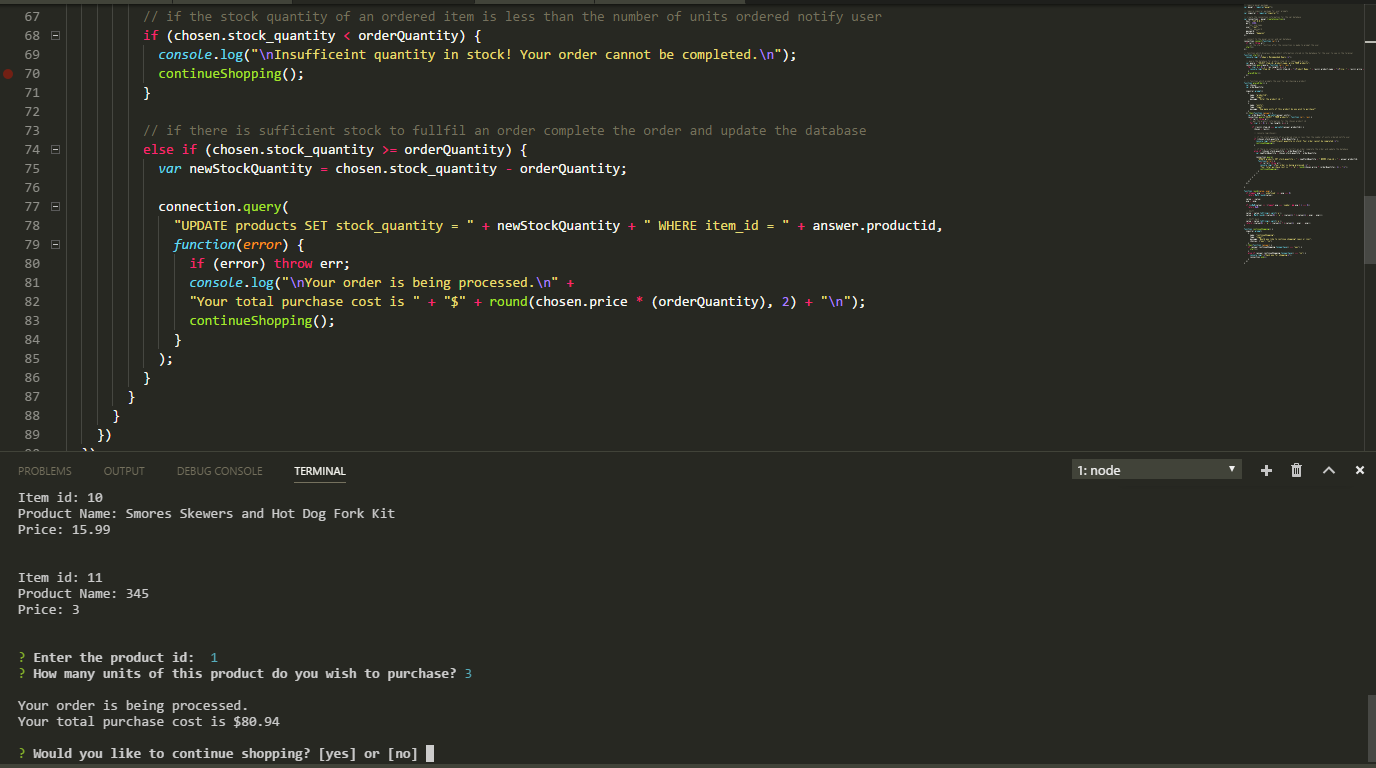 67 // if the stock quantity of an ordered item is less than the number of units ordered notify user
68 if (chosen.stock_quantity < orderQuantity) {
69 console.log("\nInsufficeint quantity in stock! Your order cannot be completed.\n");
70 continueShopping();
71 }
72
73 // if there is sufficient stock to fullfil an order complete the order and update the database
74 else if (chosen.stock_quantity >= orderQuantity) {
75 var newStockQuantity = chosen.stock_quantity - orderQuantity;
76
77 connection.query(
78 "UPDATE products SET stock_quantity = " + newStockQuantity + " WHERE item_id = " + answer.productid,
79 function(error) {
80 if (error) throw err;
81 console.log("\nYour order is being processed.\n" +
82 "Your total purchase cost is " + "$" + round(chosen.price * (orderQuantity), 2) + "\n");
83 continueShopping();
84 }
85 );
86 }
87 }
88 }
89 })
PROBLEMS OUTPUT DEBUG CONSOLE TERMINAL 1: node
Item id: 10
Product Name: Smores Skewers and Hot Dog Fork Kit
Price: 15.99
Item id: 11
Product Name: 345
Price: 3
? Enter the product id: 1
? How many units of this product do you wish to purchase? 3
Your order is being processed.
Your total purchase cost is $80.94
? Would you like to continue shopping? [yes] or [no]